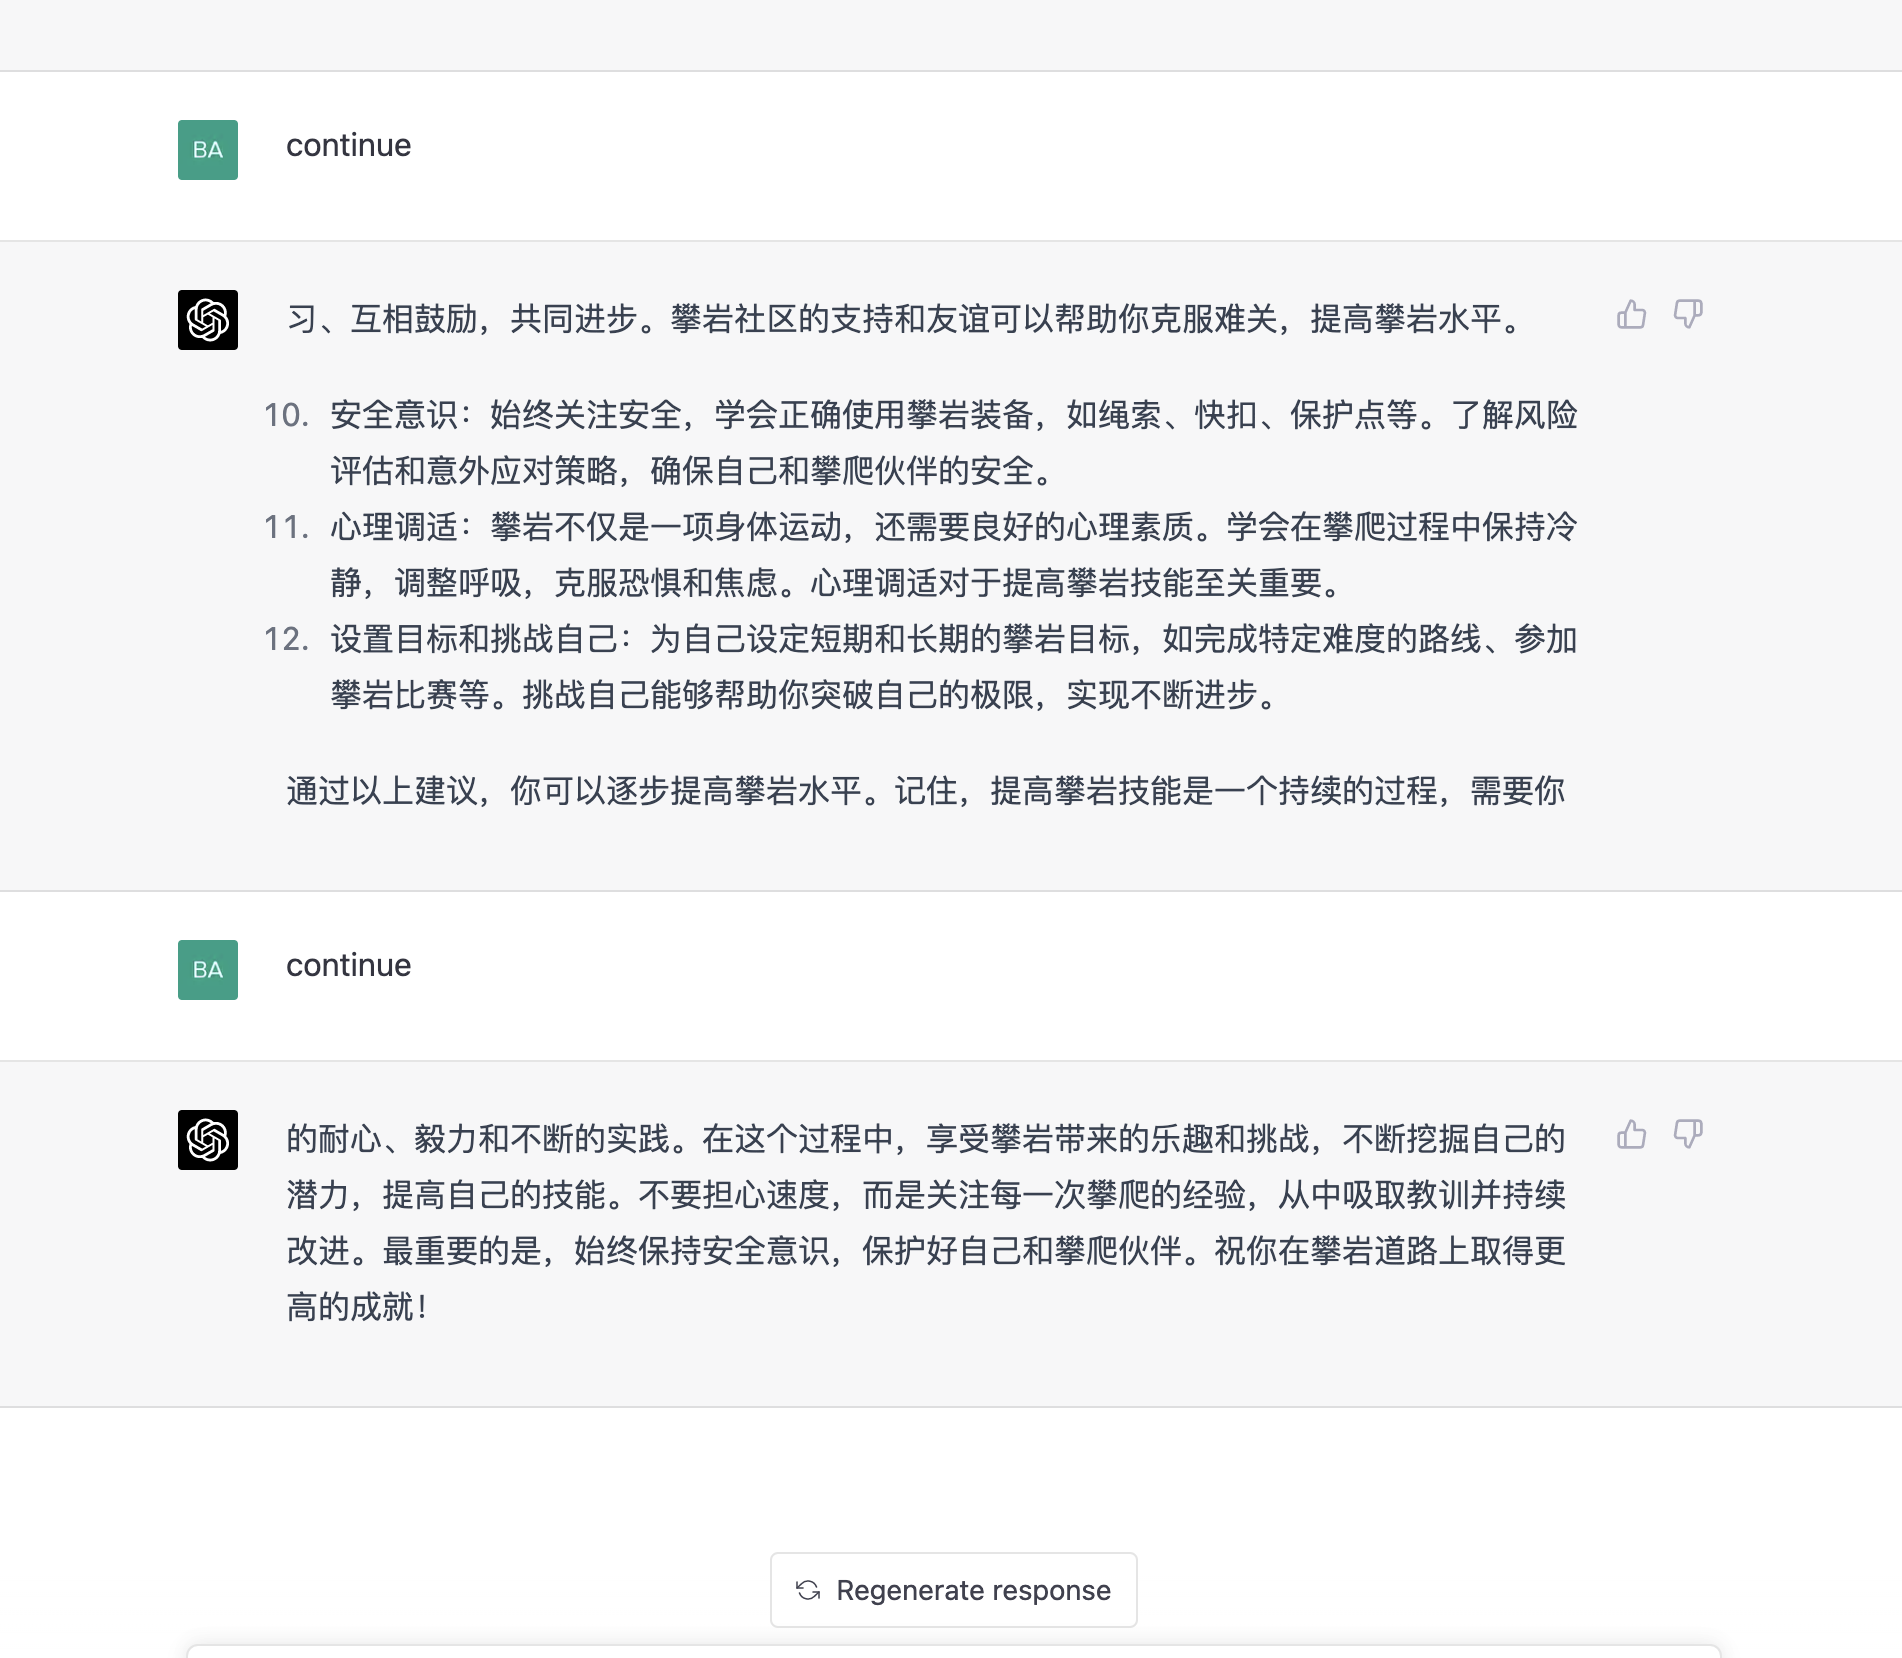 BA
continue
习、互相鼓励，共同进步。攀岩社区的支持和友谊可以帮助你克服难关，提高攀岩水平。
10. 安全意识：始终关注安全，学会正确使用攀岩装备，如绳索、快扣、保护点等。了解风险
评估和意外应对策略，确保自己和攀爬伙伴的安全。
11. 心理调适：攀岩不仅是一项身体运动，还需要良好的心理素质。学会在攀爬过程中保持冷
静，调整呼吸，克服恐惧和焦虑。心理调适对于提高攀岩技能至关重要。
12. 设置目标和挑战自己：为自己设定短期和长期的攀岩目标，如完成特定难度的路线、参加
攀岩比赛等。挑战自己能够帮助你突破自己的极限，实现不断进步。
通过以上建议，你可以逐步提高攀岩水平。记住，提高攀岩技能是一个持续的过程，需要你
BA
continue
的耐心、毅力和不断的实践。在这个过程中，享受攀岩带来的乐趣和挑战，不断挖掘自己的
潜力，提高自己的技能。不要担心速度，而是关注每一次攀爬的经验，从中吸取教训并持续
改进。最重要的是，始终保持安全意识，保护好自己和攀爬伙伴。祝你在攀岩道路上取得更
高的成就！
Regenerate response